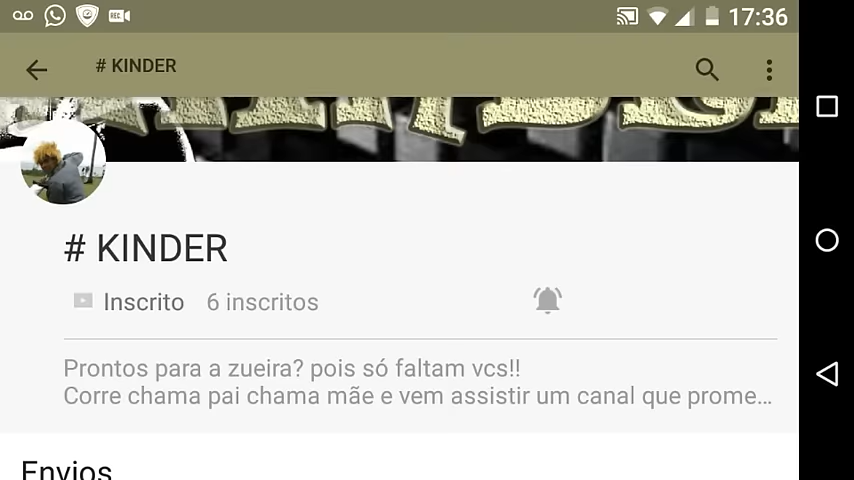 REC
17:36
# KINDER
# KINDER
Inscrito 6 inscritos
Prontos para a zueira? pois só faltam vcs!!
Corre chama pai chama mãe e vem assistir um canal que prome...
Envios